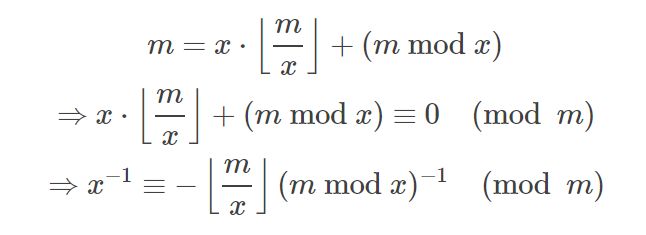 m = x · ⌊m/x⌋ + (m mod x)
⇒ x · ⌊m/x⌋ + (m mod x) ≡ 0 (mod m)
⇒ x⁻¹ ≡ −⌊m/x⌋ (m mod x)⁻¹ (mod m)